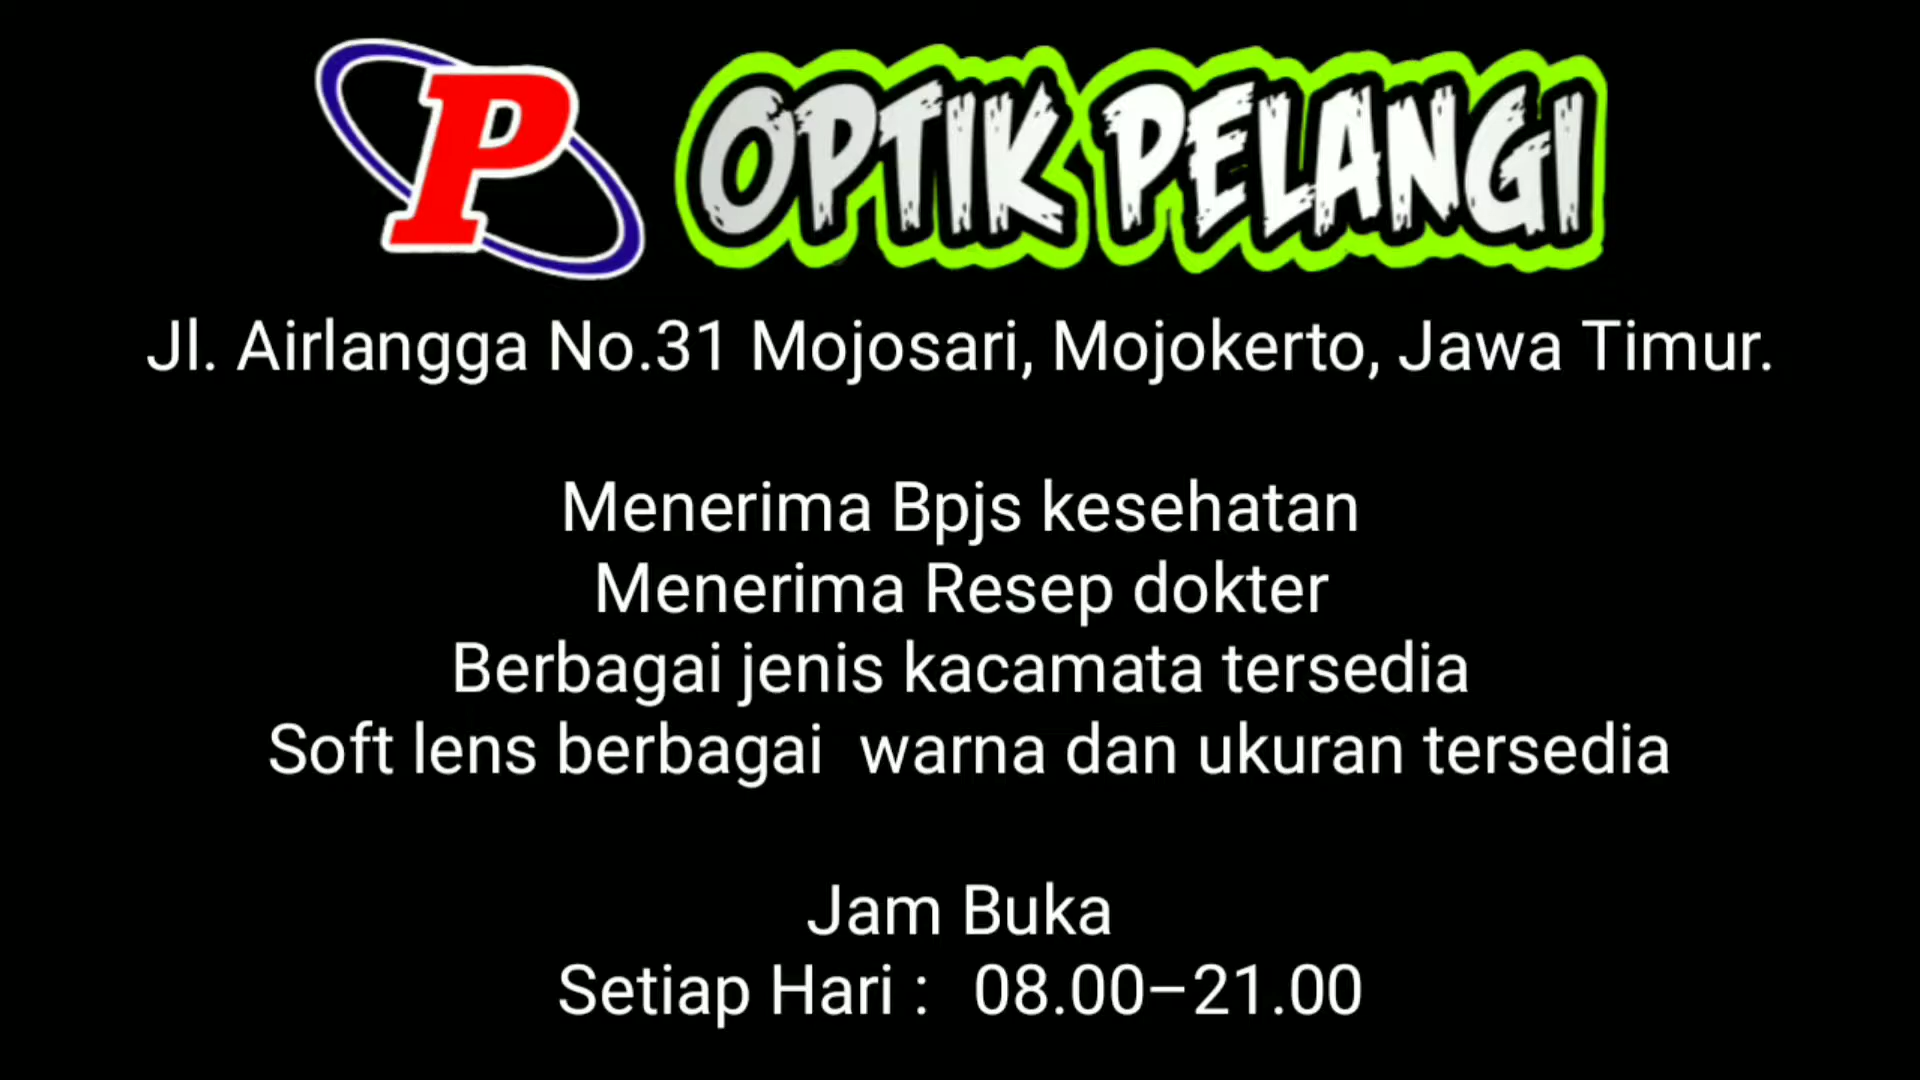 P OPTIK PELANGI
Jl. Airlangga No.31 Mojosari, Mojokerto, Jawa Timur.
Menerima Bpjs kesehatan
Menerima Resep dokter
Berbagai jenis kacamata tersedia
Soft lens berbagai  warna dan ukuran tersedia
Jam Buka
Setiap Hari :  08.00–21.00